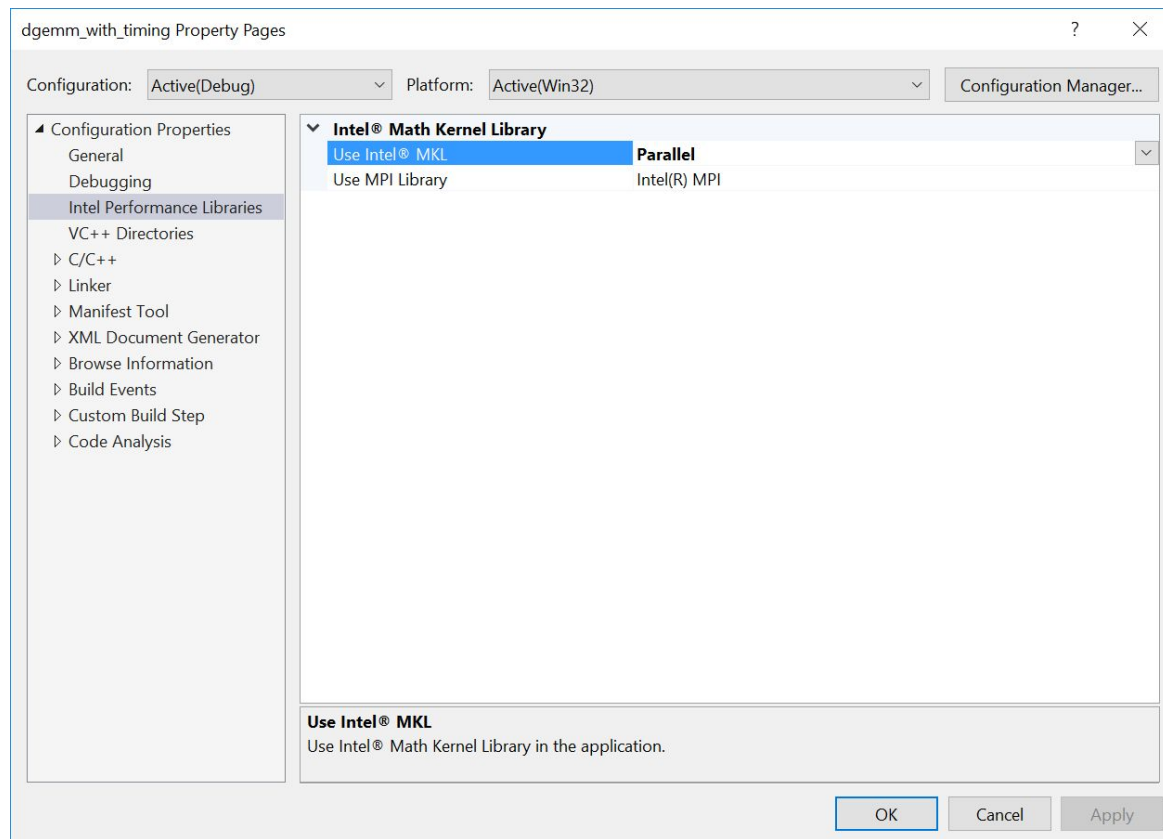 dgemm_with_timing Property Pages
?
Configuration: Active(Debug) Platform: Active(Win32) Configuration Manager...
Configuration Properties
General
Debugging
Intel Performance Libraries
VC++ Directories
C/C++
Linker
Manifest Tool
XML Document Generator
Browse Information
Build Events
Custom Build Step
Code Analysis
Intel® Math Kernel Library
Use Intel® MKL Parallel
Use MPI Library Intel(R) MPI
Use Intel® MKL
Use Intel® Math Kernel Library in the application.
OK Cancel Apply